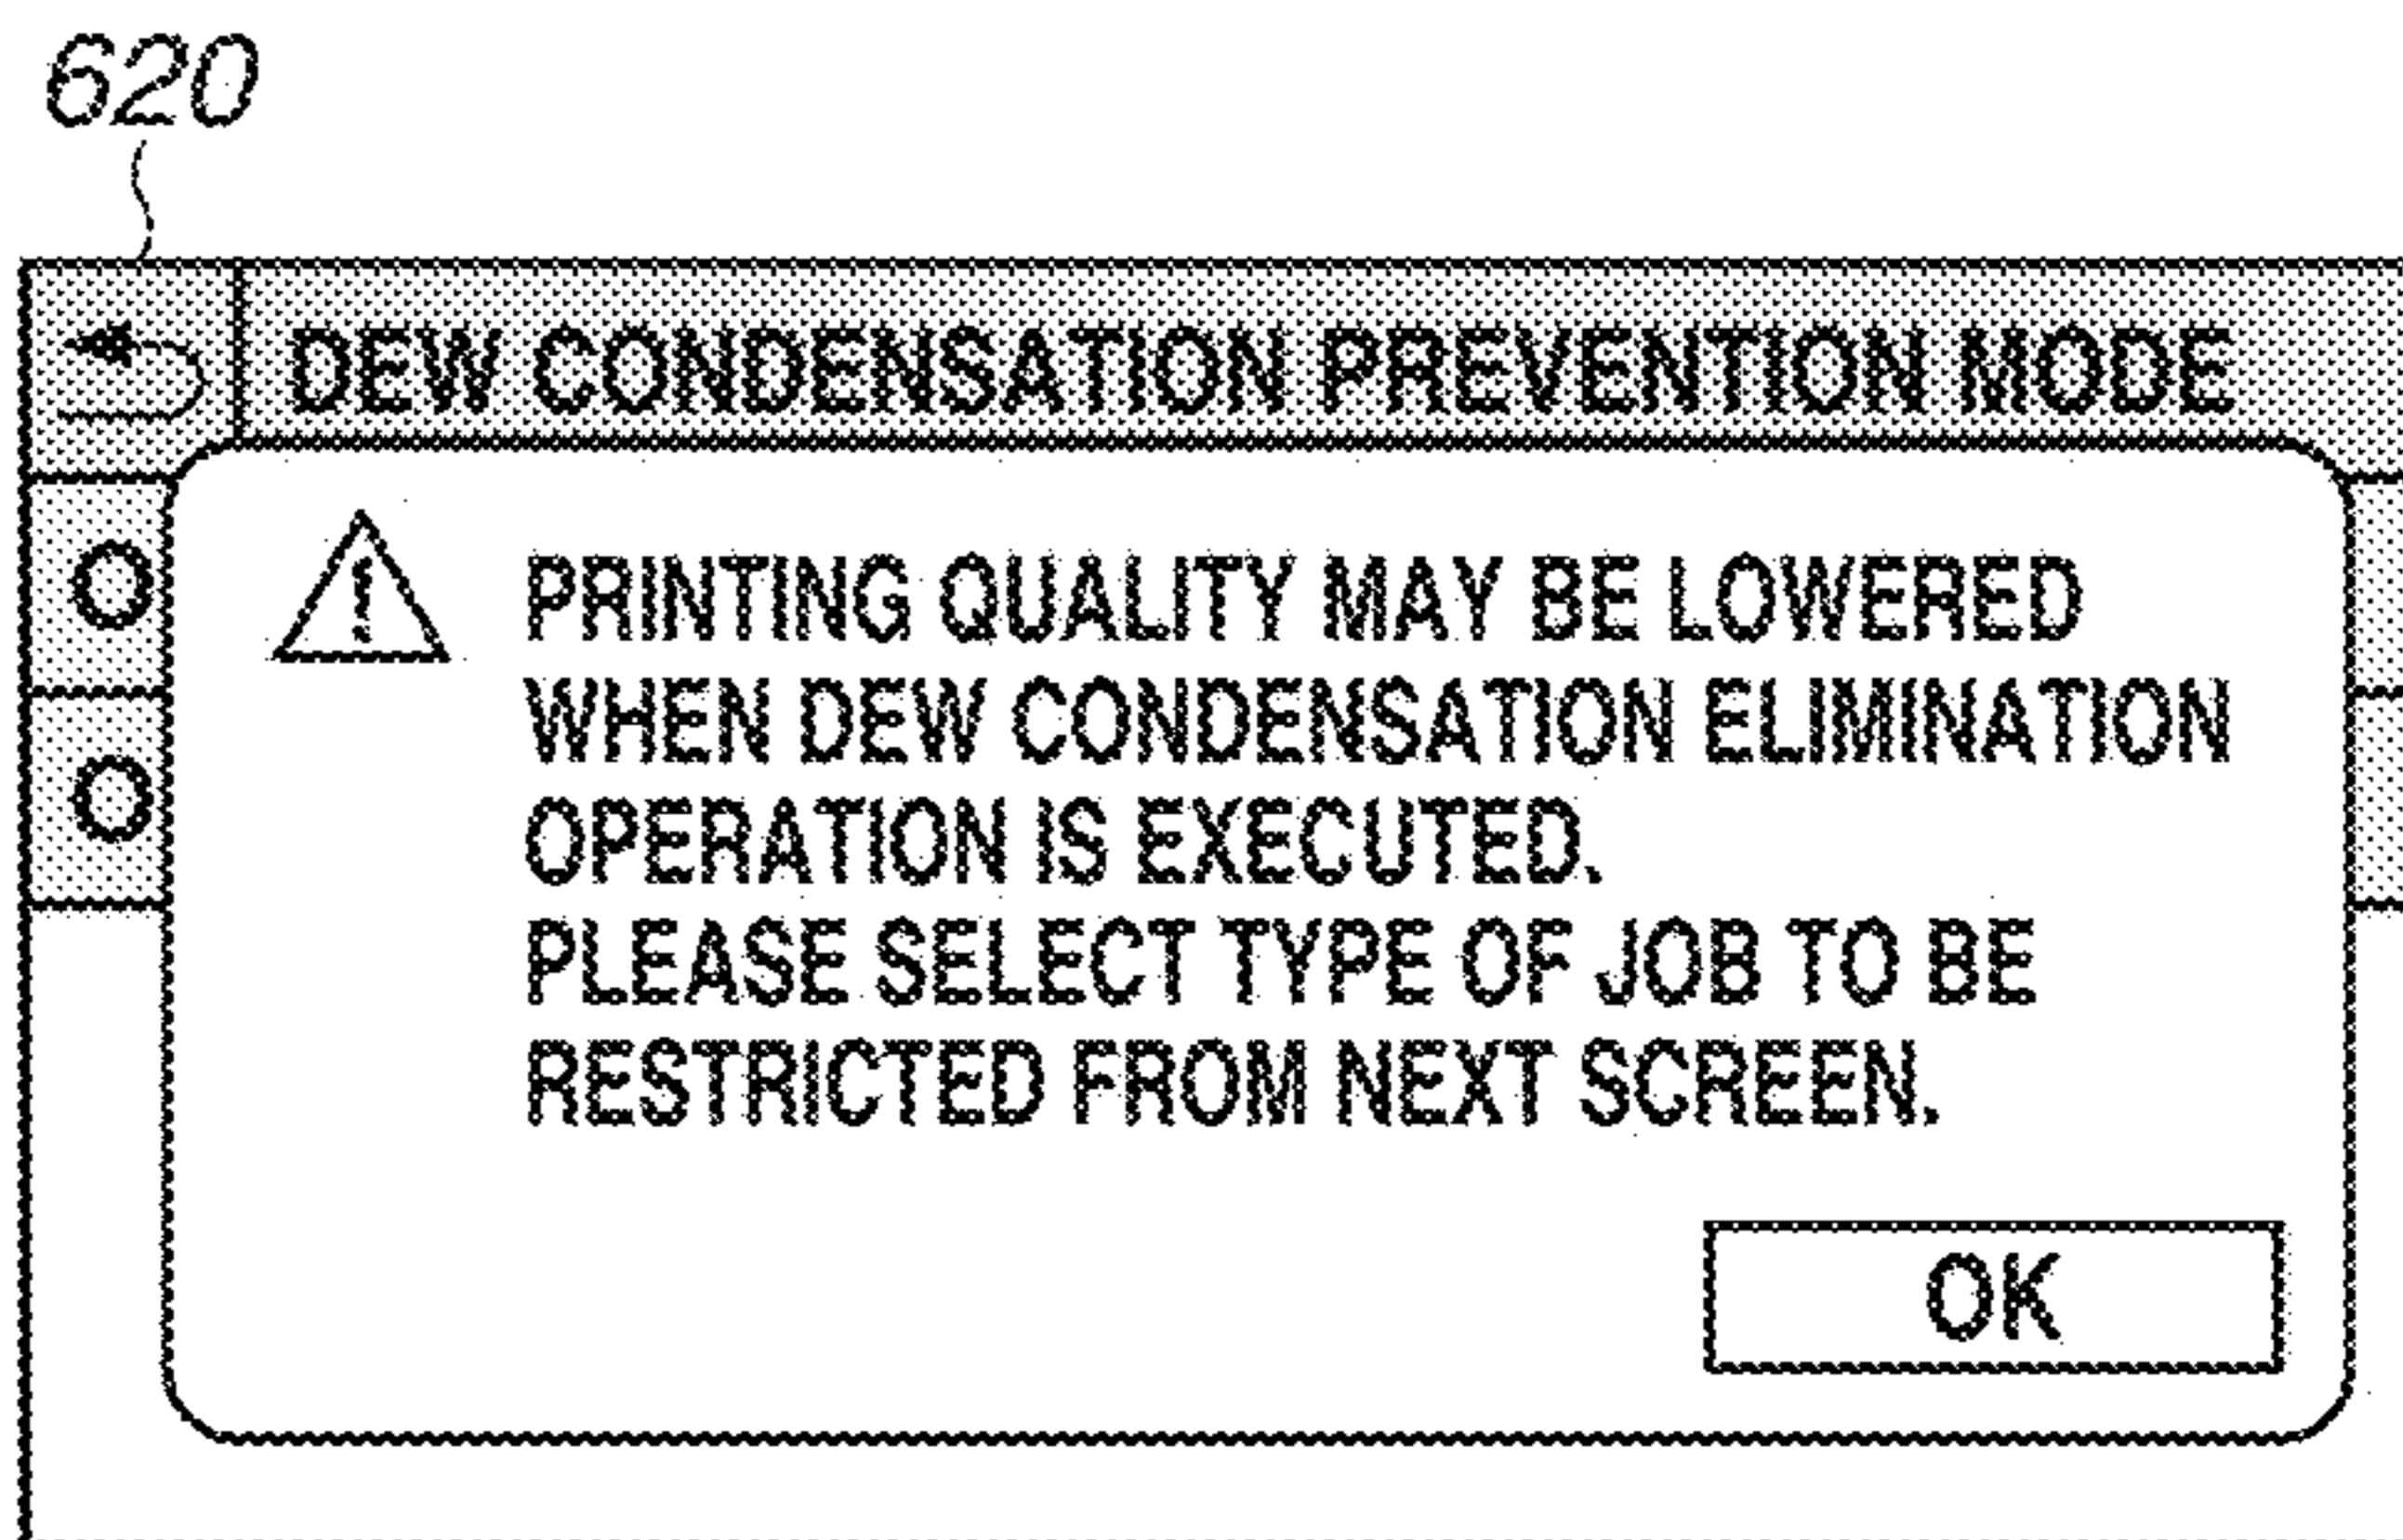 620
DEW CONDENSATION PREVENTION MODE
PRINTING QUALITY MAY BE LOWERED
WHEN DEW CONDENSATION ELIMINATION
OPERATION IS EXECUTED.
PLEASE SELECT TYPE OF JOB TO BE
RESTRICTED FROM NEXT SCREEN.
OK